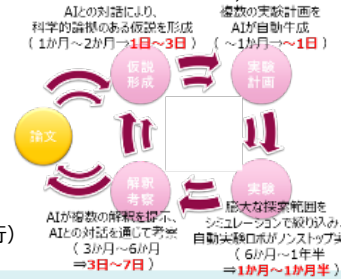 AIとの対話により、
科学的論拠のある仮説を形成
( 1か月～2か月→1日～3日 )
複数の実験計画を
AIが自動生成
( ～1か月→～1日 )
仮説
形成
実験
計画
論文
解釈
考察
実験
AIが複数の解釈を提示、
AIとの対話を通じて考察
( 3か月～6か月
⇒3日～7日 )
膨大な探索範囲を
シミュレーションで絞り込み、
自動実験ロボがノンストップ実
( 6か月～1年半
⇒1か月～1か月半 )
行)